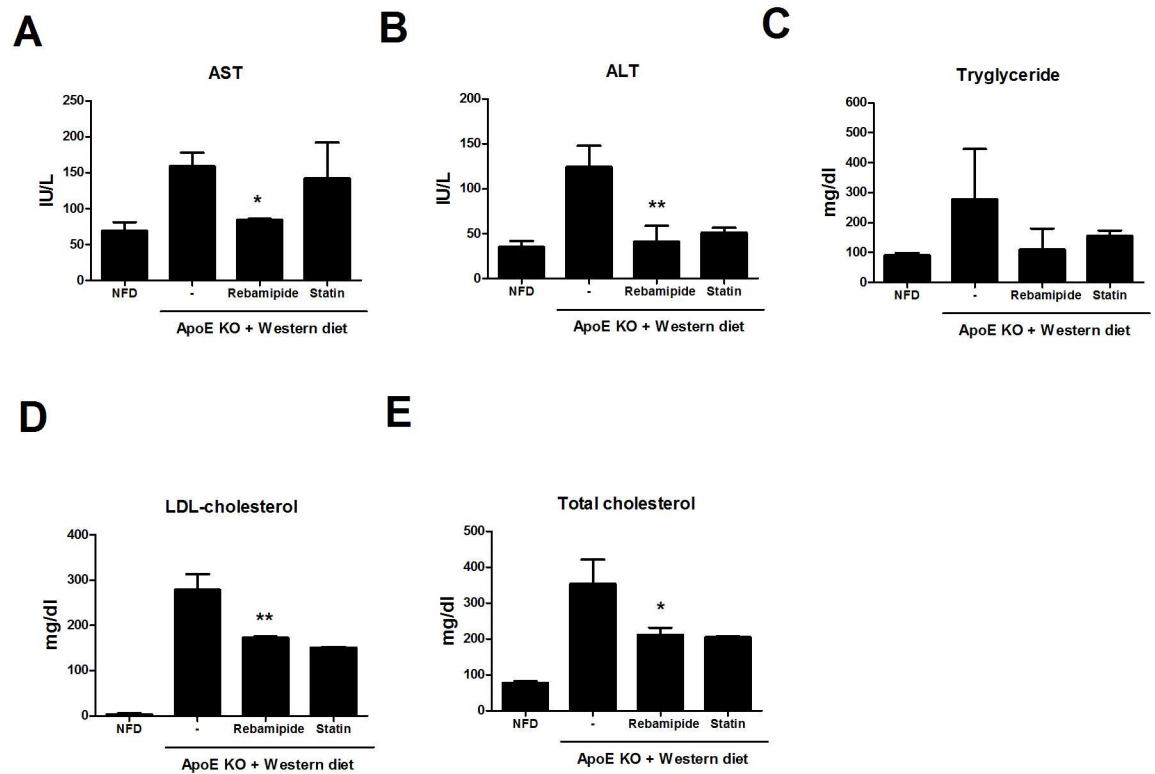 A
AST
IU/L
250
200
150
100
50
0
*
NFD - Rebamipide Statin
ApoE KO + Western diet
B
ALT
IU/L
200
150
100
50
0
**
NFD - Rebamipide Statin
ApoE KO + Western diet
C
Tryglyceride
mg/dl
600
500
400
300
200
100
0
NFD - Rebamipide Statin
ApoE KO + Western diet
D
LDL-cholesterol
mg/dl
400
300
200
100
0
**
NFD - Rebamipide Statin
ApoE KO + Western diet
E
Total cholesterol
mg/dl
500
400
300
200
100
0
*
NFD - Rebamipide Statin
ApoE KO + Western diet